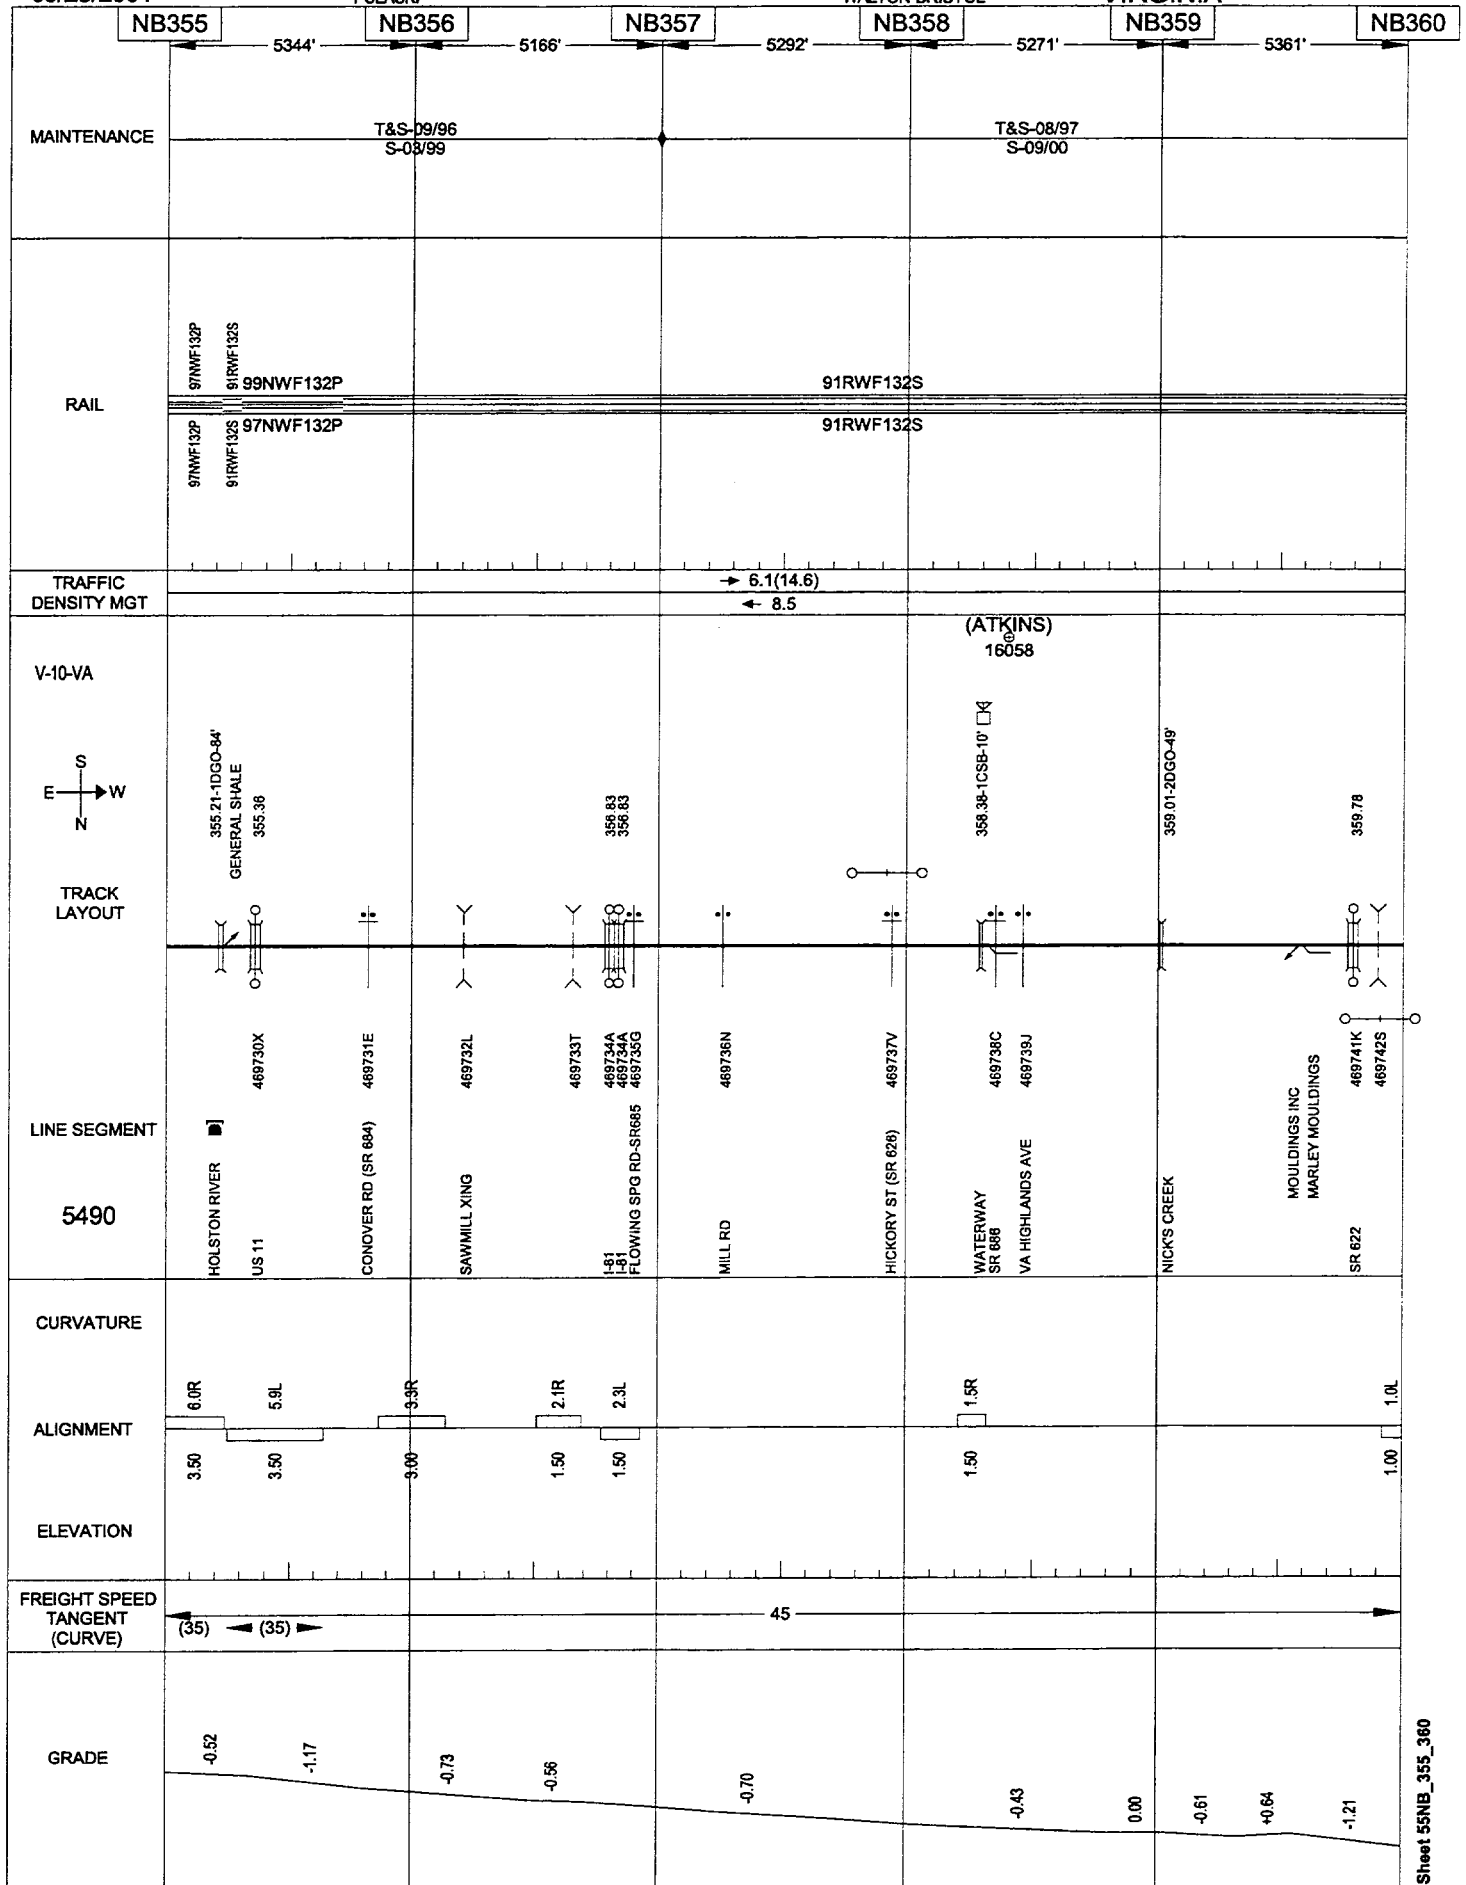 NB355 NB356 NB357 NB358 NB359 NB360
5344' 5166' 5292' 5271' 5361'
MAINTENANCE
T&S-09/96
S-03/99
T&S-08/97
S-09/00
RAIL
97NWF132P
91RWF132S
99NWF132P
91RWF132S
97NWF132P
91RWF132S
97NWF132P
91RWF132S
TRAFFIC
DENSITY MGT
→ 6.1(14.6)
← 8.5
V-10-VA
(ATKINS)
16058
S
E W
N
355.21-1DGO-84'
GENERAL SHALE
355.36
356.83
356.83
358.38-1CSB-10'
359.01-2DGO-49'
359.78
TRACK
LAYOUT
469730X
469731E
469732L
469733T
469734A
469734A
469735G
469736N
469737V
469738C
469739J
469741K
469742S
LINE SEGMENT
5490
HOLSTON RIVER
US 11
CONOVER RD (SR 684)
SAWMILL XING
I-81
I-81
FLOWING SPG RD-SR685
MILL RD
HICKORY ST (SR 626)
WATERWAY
SR 686
VA HIGHLANDS AVE
NICK'S CREEK
MOULDINGS INC
MARLEY MOULDINGS
SR 622
CURVATURE
6.0R 5.9L 3.3R 2.1R 2.3L 1.5R 1.0L
ALIGNMENT
3.50 3.50 3.00 1.50 1.50 1.50 1.00
ELEVATION
FREIGHT SPEED
TANGENT
(CURVE)
(35) (35) 45
GRADE
-0.52 -1.17 -0.73 -0.56 -0.70 -0.43 0.00 -0.61 +0.64 -1.21
Sheet 55NB_355_360